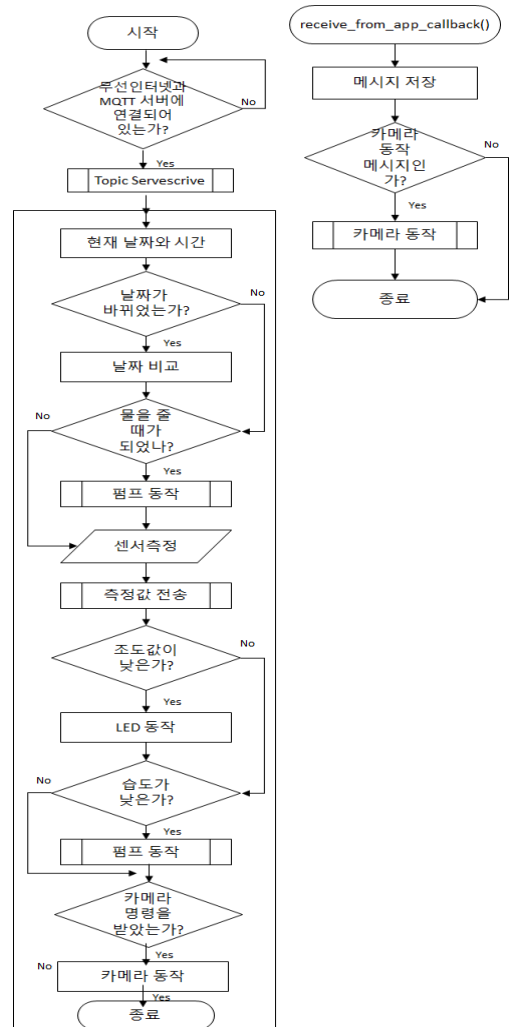 시작
무선인터넷과
MQTT 서버에
연결되어
있는가?
No
Yes
Topic Servescrive
현재 날짜와 시간
날짜가
바뀌었는가?
No
Yes
날짜 비교
물을 줄
때가
되었나?
No
Yes
펌프 동작
센서측정
측정값 전송
조도값이
낮은가?
No
Yes
LED 동작
습도가
낮은가?
No
Yes
펌프 동작
카메라
명령을
받았는가?
Yes
No
카메라 동작
Yes
종료
receive_from_app_callback()
메시지 저장
카메라
동작
메시지인
가?
No
Yes
카메라 동작
종료